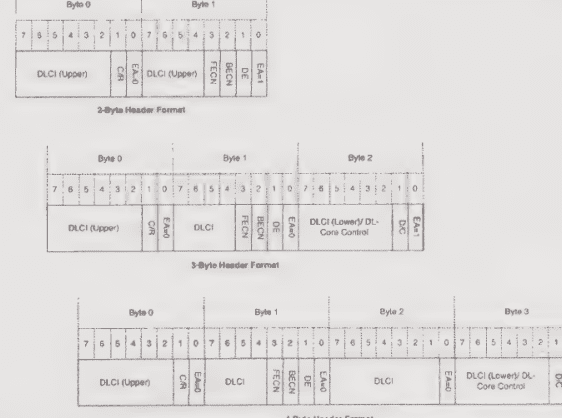 Byte 0 Byte 1
7 6 5 4 3 2 1 0 7 6 5 4 3 2 1 0
DLCI (Upper) C/R EA=0 DLCI (Upper) FECN BECN DE EA=1
2-Byte Header Format
Byte 0 Byte 1 Byte 2
7 6 5 4 3 2 1 0 7 6 5 4 3 2 1 0 7 6 5 4 3 2 1 0
DLCI (Upper) C/R EA=0 DLCI FECN BECN DE EA=0 DLCI (Lower)/ DL-
Core Control D/C EA=1
3-Byte Header Format
Byte 0 Byte 1 Byte 2 Byte 3
7 6 5 4 3 2 1 0 7 6 5 4 3 2 1 0 7 6 5 4 3 2 1 0 7 6 5 4 3 2 1
DLCI (Upper) C/R EA=0 DLCI FECN BECN DE EA=0 DLCI EA=0 DLCI (Lower)/ DL-
Core Control D/C
4-Byte Header Format